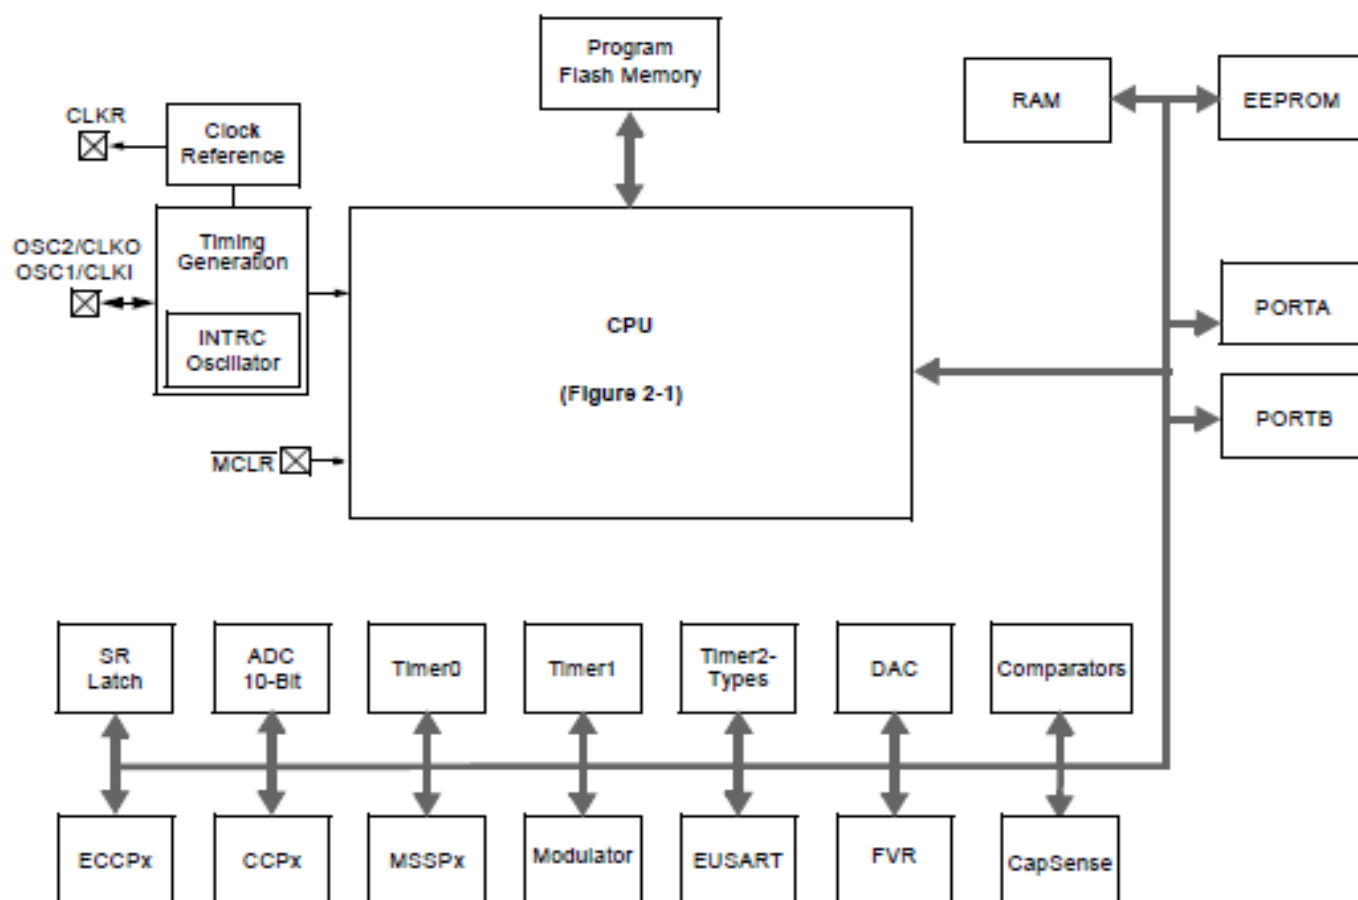 Program
Flash Memory
RAM
EEPROM
CLKR
Clock
Reference
OSC2/CLKO
OSC1/CLKI
Timing
Generation
INTRC
Oscillator
CPU
(Figure 2-1)
MCLR
PORTA
PORTB
SR
Latch
ADC
10-Bit
Timer0
Timer1
Timer2-
Types
DAC
Comparators
ECCPx
CCPx
MSSPx
Modulator
EUSART
FVR
CapSense